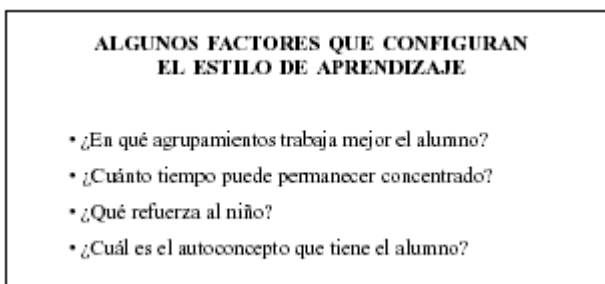 ALGUNOS FACTORES QUE CONFIGURAN
EL ESTILO DE APRENDIZAJE
• ¿En qué agrupamientos trabaja mejor el alumno?
• ¿Cuánto tiempo puede permanecer concentrado?
• ¿Qué refuerza al niño?
• ¿Cuál es el autoconcepto que tiene el alumno?